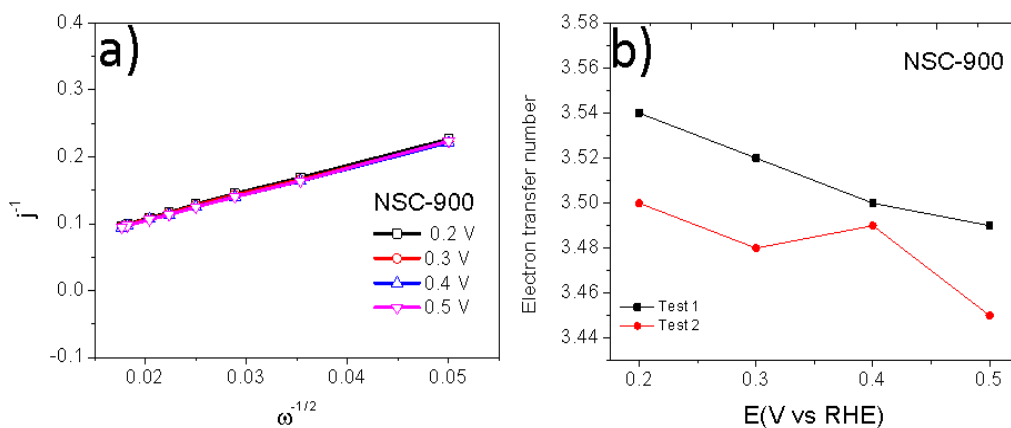 a)
0.4
0.3
0.2
0.1
0.0
-0.1
j⁻¹
NSC-900
0.2 V
0.3 V
0.4 V
0.5 V
0.02
0.03
0.04
0.05
ω⁻¹/²
b)
NSC-900
3.58
3.56
3.54
3.52
3.50
3.48
3.46
3.44
Electron transfer number
Test 1
Test 2
0.2
0.3
0.4
0.5
E(V vs RHE)